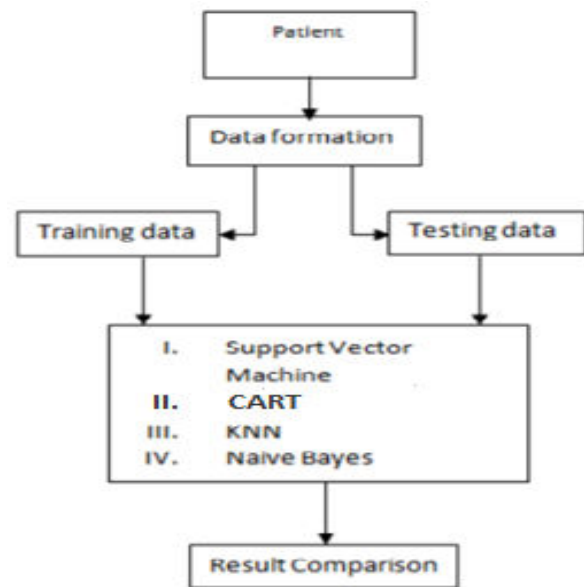 Patient
Data formation
Training data
Testing data
I. Support Vector
Machine
II. CART
III. KNN
IV. Naive Bayes
Result Comparison